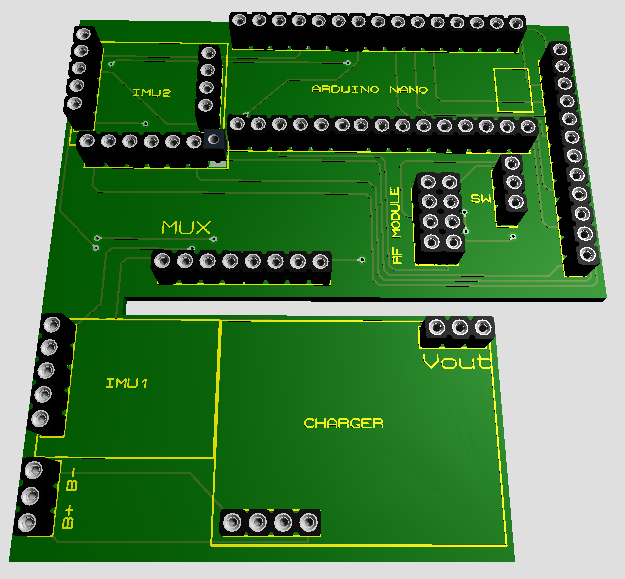 IMU2
ARDUINO NANO
RF MODULE
SW
MUX
Vout
IMU1
CHARGER
B-
B+